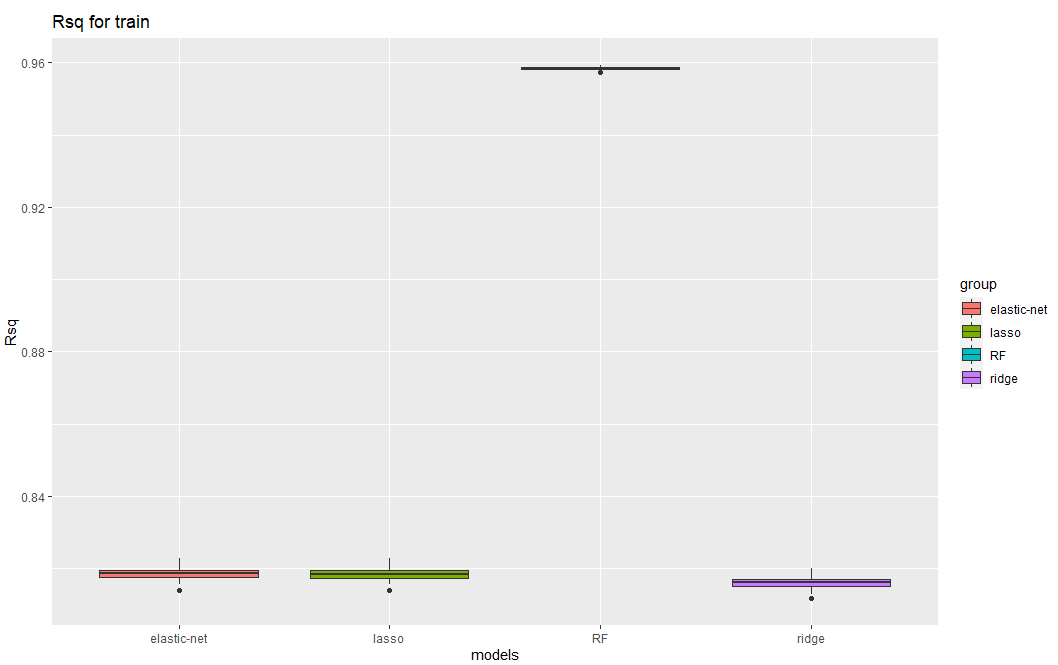 Rsq for train
Rsq
0.96
0.92
0.88
0.84
elastic-net
lasso
RF
ridge
models
group
elastic-net
lasso
RF
ridge